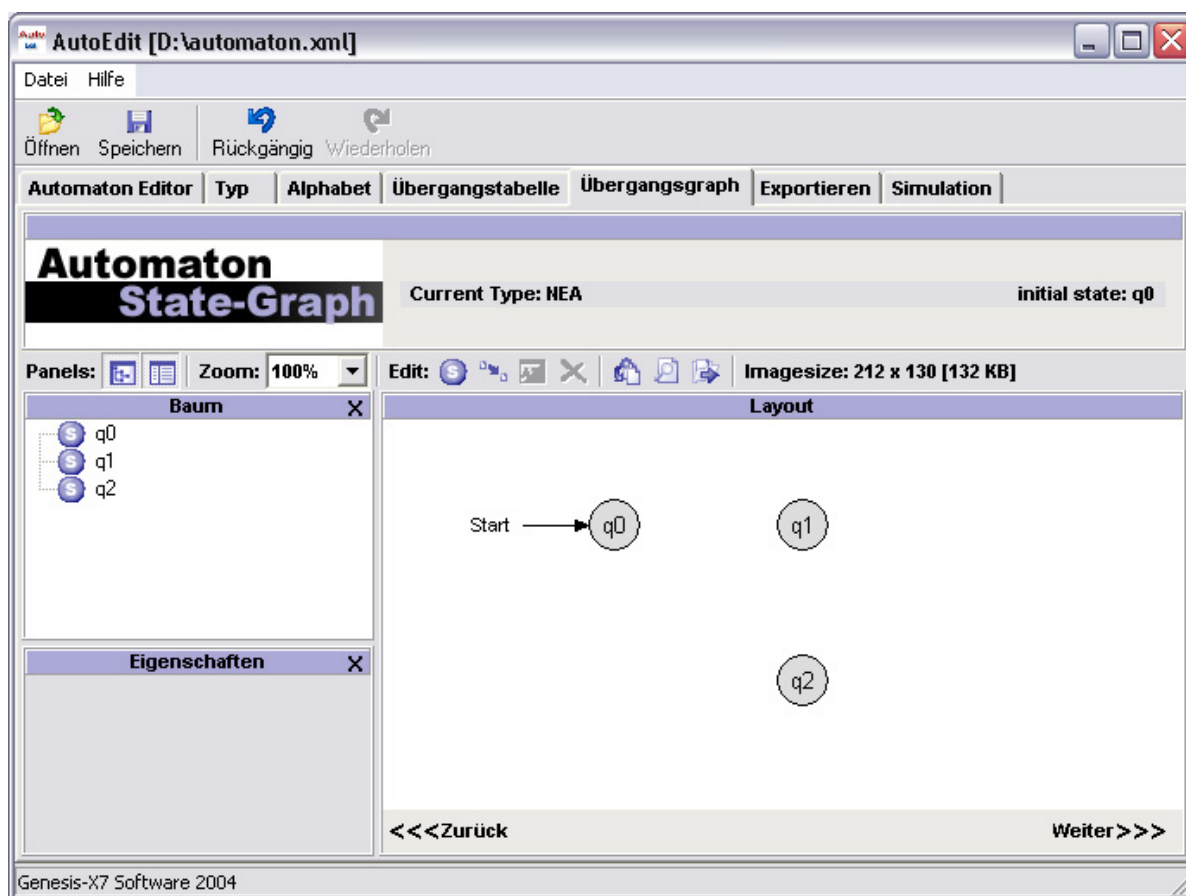 AutoEdit [D:\automaton.xml]
Datei Hilfe
Öffnen Speichern Rückgängig Wiederholen
Automaton Editor Typ Alphabet Übergangstabelle Übergangsgraph Exportieren Simulation
Automaton
State-Graph
Current Type: NEA initial state: q0
Panels: Zoom: 100% Edit: Imagesize: 212 x 130 [132 KB]
Baum X Layout
q0
q1
q2
Start q0 q1
q2
Eigenschaften X
<<<Zurück Weiter>>>
Genesis-X7 Software 2004